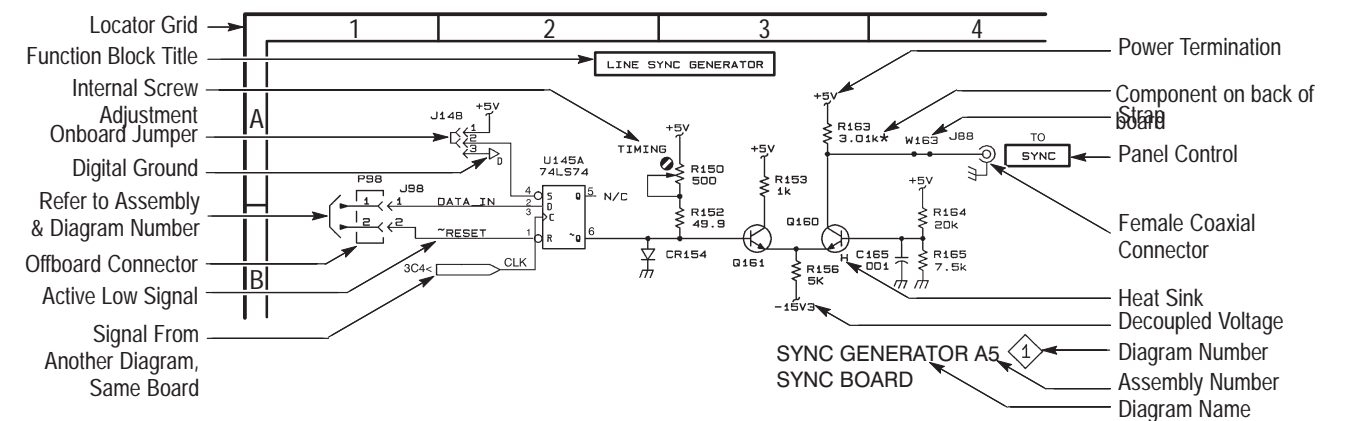 Locator Grid
Function Block Title
Internal Screw
Adjustment
Onboard Jumper
Digital Ground
Refer to Assembly
& Diagram Number
Offboard Connector
Active Low Signal
Signal From
Another Diagram,
Same Board
1 2 3 4
A
B
LINE SYNC GENERATOR
+5V
J148
1
2
3
D
P98
J98
1 1
2 2
DATA_IN
~RESET
3C4<
CLK
U145A
74LS74
4 S Q 5 N/C
2 D
3 C
1 R ~Q 6
TIMING
+5V
R150
500
R152
49.9
CR154
+5V
R153
1k
Q161
R156
5K
-15V3
+5V
R163
3.01k*
W163
J88
TO
SYNC
Q160
H
+5V
R164
20k
C165
.001
R165
7.5k
SYNC GENERATOR A5
1
SYNC BOARD
Power Termination
Component on back of
board
Strap
Panel Control
Female Coaxial
Connector
Heat Sink
Decoupled Voltage
Diagram Number
Assembly Number
Diagram Name